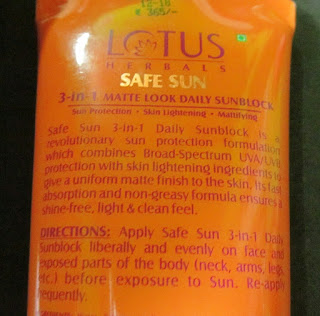 12-18
₹ 365/-
LOTUS
HERBALS
SAFE SUN
3-in-1 MATTE LOOK DAILY SUNBLOCK
Sun Protection • Skin Lightening • Mattifying
Safe Sun 3-in-1 Daily Sunblock is a
revolutionary sun protection formulation
which combines Broad-Spectrum UVA/UVB
protection with skin lightening ingredients to
give a uniform matte finish to the skin. Its fast
absorption and non-greasy formula ensures a
shine-free, light & clean feel.
DIRECTIONS: Apply Safe Sun 3-in-1 Daily
Sunblock liberally and evenly on face and
exposed parts of the body (neck, arms, legs
etc.) before exposure to Sun. Re-apply
frequently.